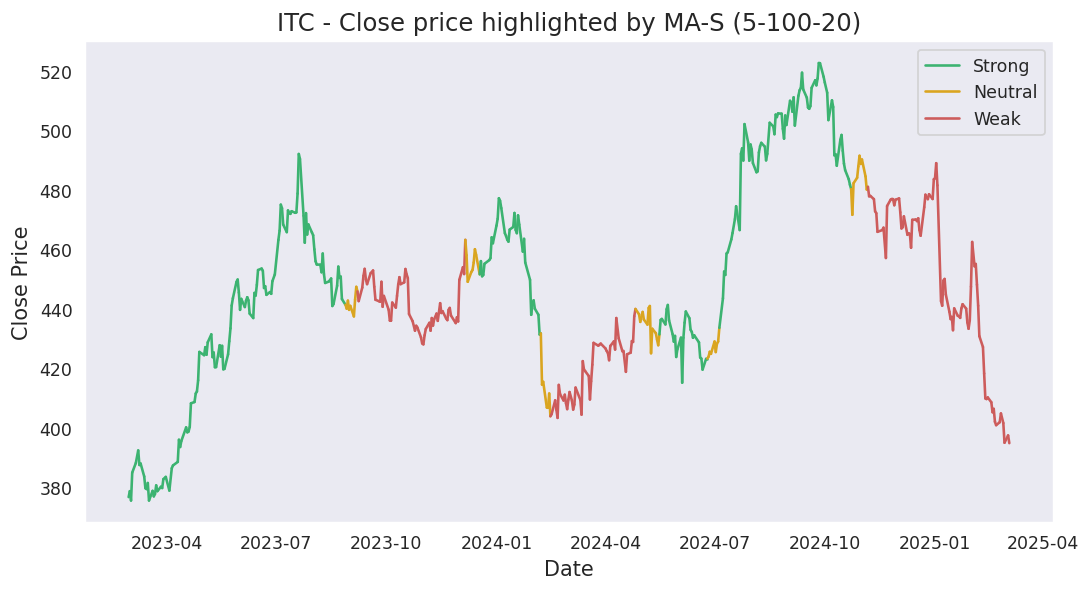 ITC - Close price highlighted by MA-S (5-100-20)
Strong
Neutral
Weak
Close Price
520
500
480
460
440
420
400
380
2023-04 2023-07 2023-10 2024-01 2024-04 2024-07 2024-10 2025-01 2025-04
Date